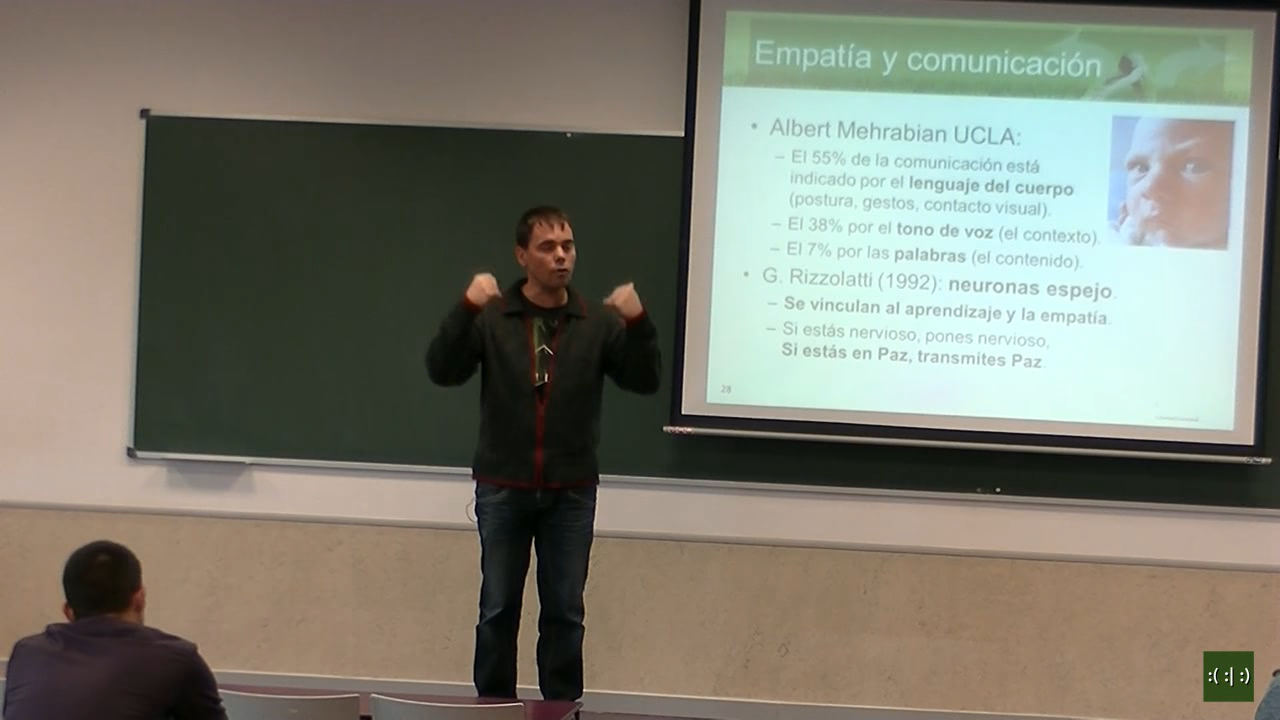 Empatía y comunicación
• Albert Mehrabian UCLA:
– El 55% de la comunicación está
indicado por el lenguaje del cuerpo
(postura, gestos, contacto visual).
– El 38% por el tono de voz (el contexto).
– El 7% por las palabras (el contenido).
• G. Rizzolatti (1992): neuronas espejo.
– Se vinculan al aprendizaje y la empatía.
– Si estás nervioso, pones nervioso,
Si estás en Paz, transmites Paz.
28
:( :| :)